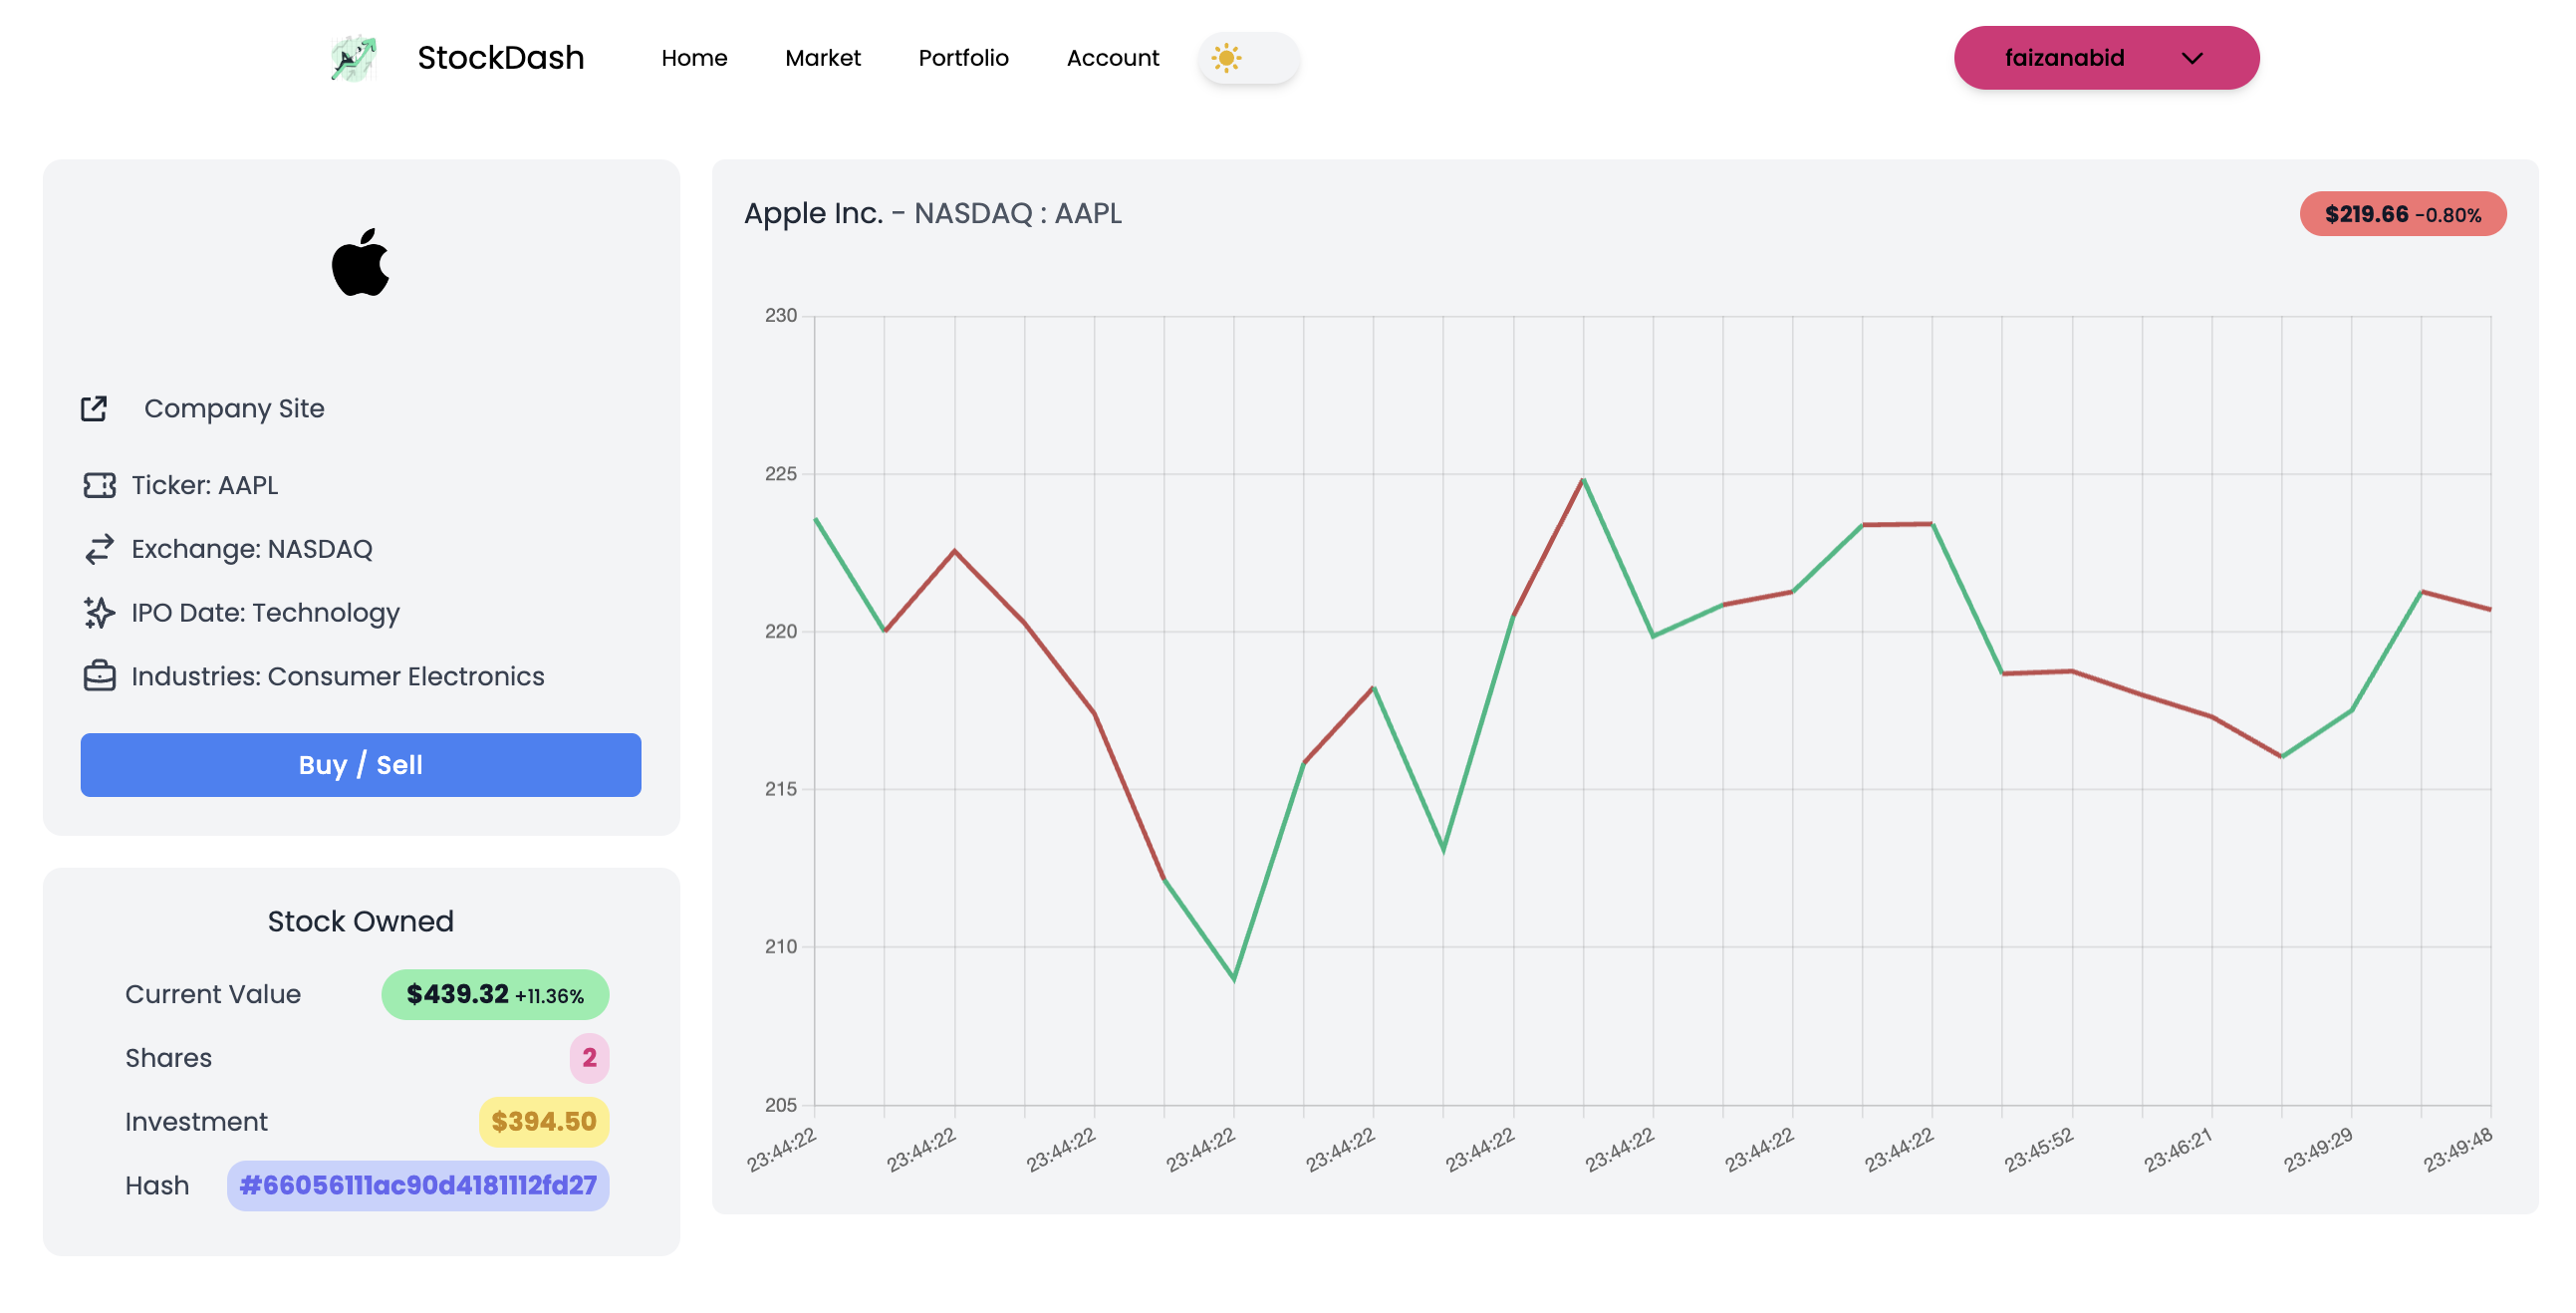 StockDash
Home
Market
Portfolio
Account
faizanabid
Company Site
Ticker: AAPL
Exchange: NASDAQ
IPO Date: Technology
Industries: Consumer Electronics
Buy / Sell
Stock Owned
Current Value $439.32 +11.36%
Shares 2
Investment $394.50
Hash #66056111ac90d4181112fd27
Apple Inc. - NASDAQ : AAPL
$219.66 -0.80%
230
225
220
215
210
205
23:44:22
23:44:22
23:44:22
23:44:22
23:44:22
23:44:22
23:44:22
23:44:22
23:44:22
23:45:52
23:46:21
23:49:29
23:49:48